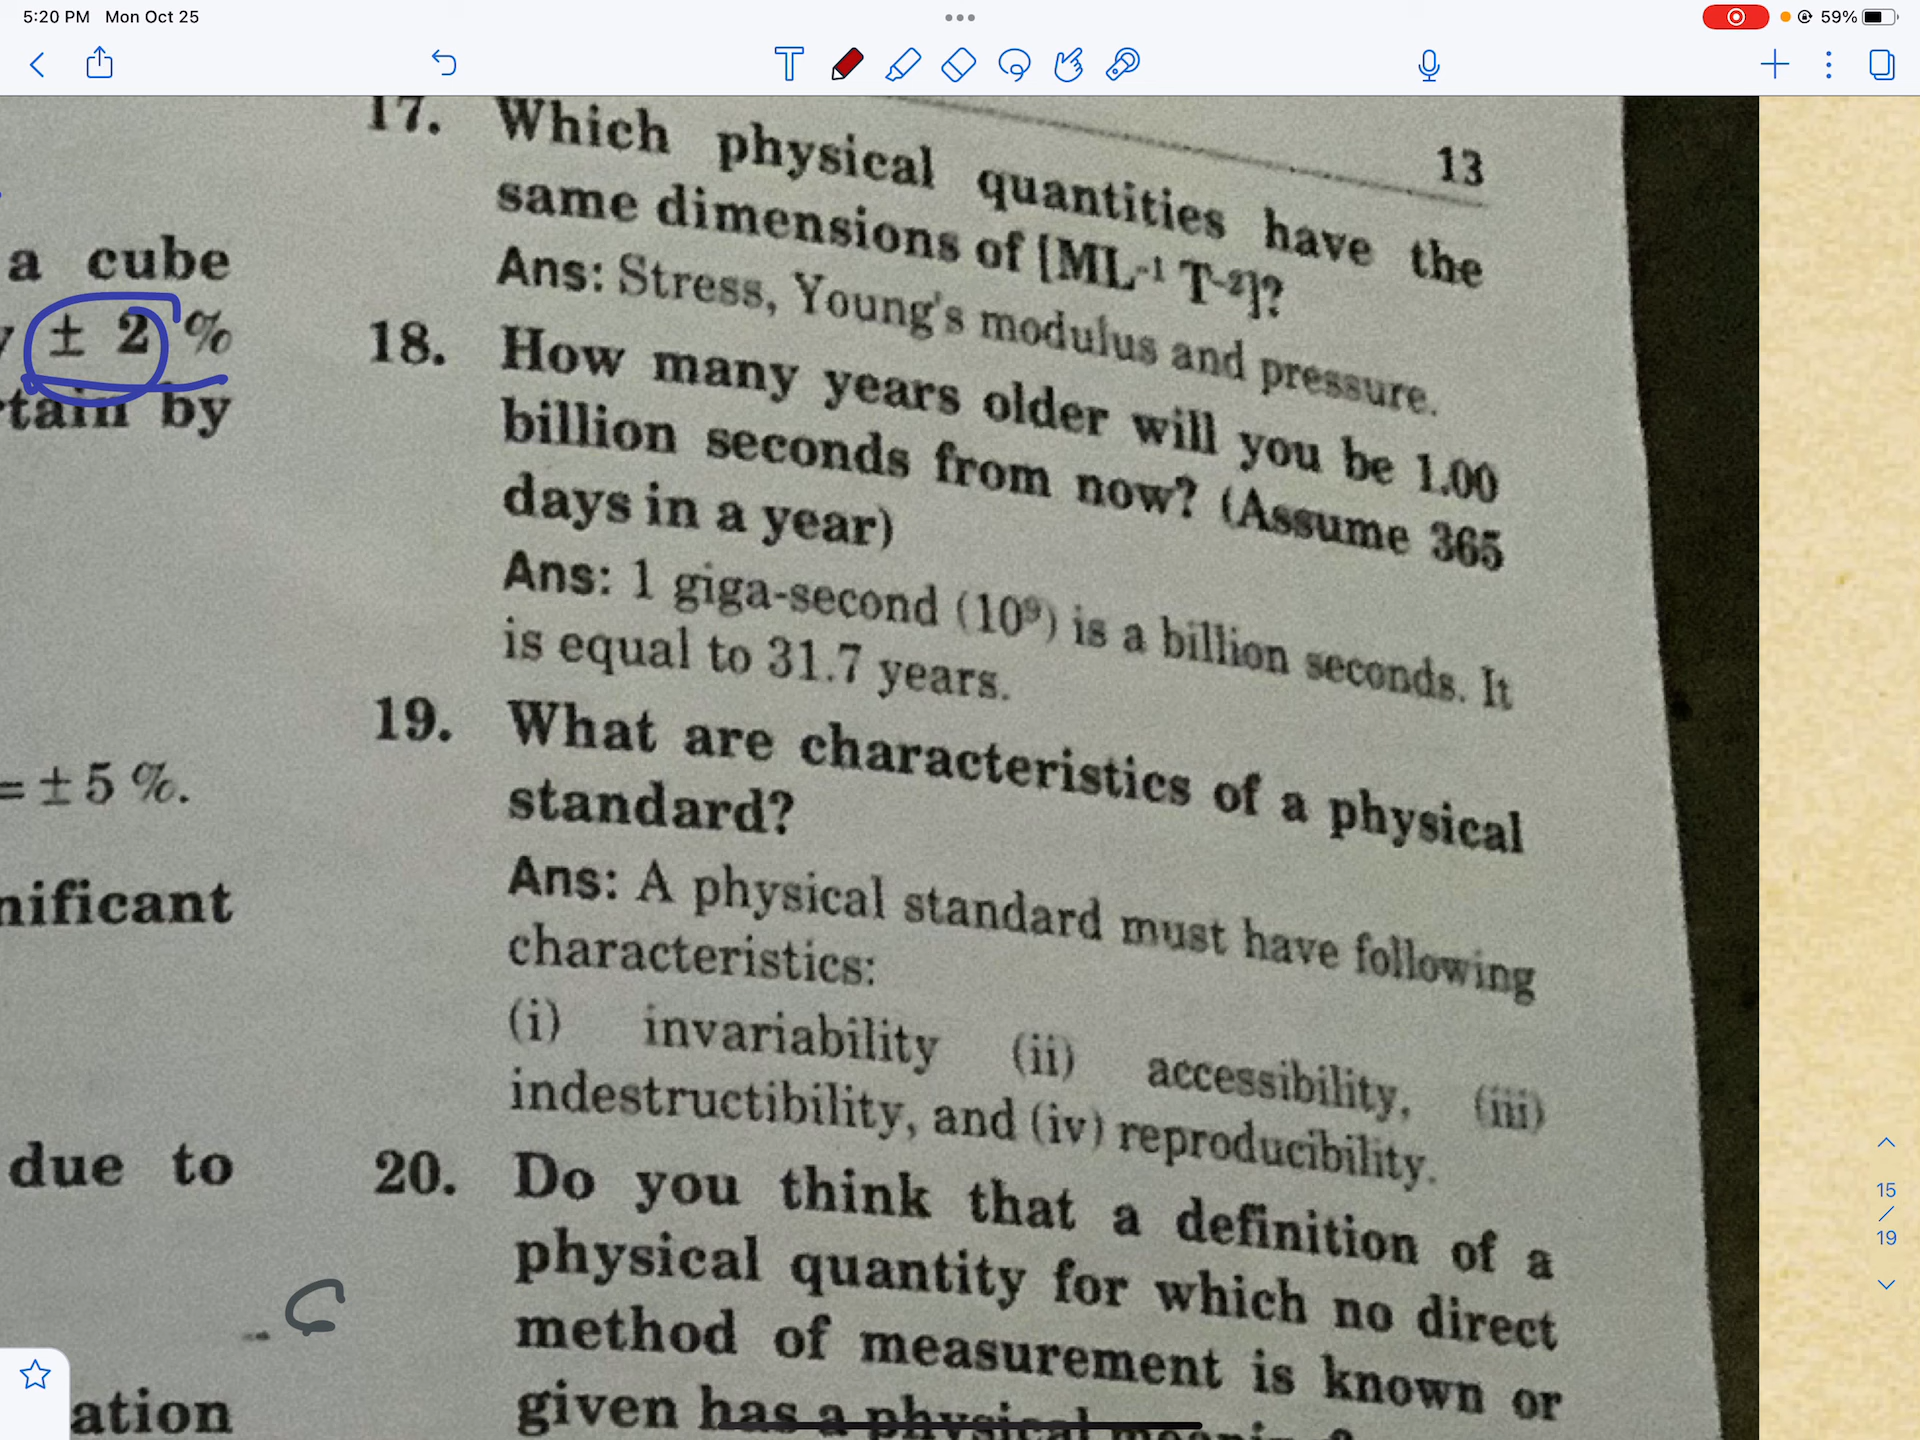 5:20 PM Mon Oct 25
59%
13
a cube
± 2 %
tain by
= ± 5 %.
nificant
due to
ation
17. Which physical quantities have the
same dimensions of [ML-1 T-2]?
Ans: Stress, Young's modulus and pressure.
18. How many years older will you be 1.00
billion seconds from now? (Assume 365
days in a year)
Ans: 1 giga-second (10⁹) is a billion seconds. It
is equal to 31.7 years.
19. What are characteristics of a physical
standard?
Ans: A physical standard must have following
characteristics:
(i) invariability (ii) accessibility, (iii)
indestructibility, and (iv) reproducibility.
20. Do you think that a definition of a
physical quantity for which no direct
method of measurement is known or
given has a physical
15
/
19